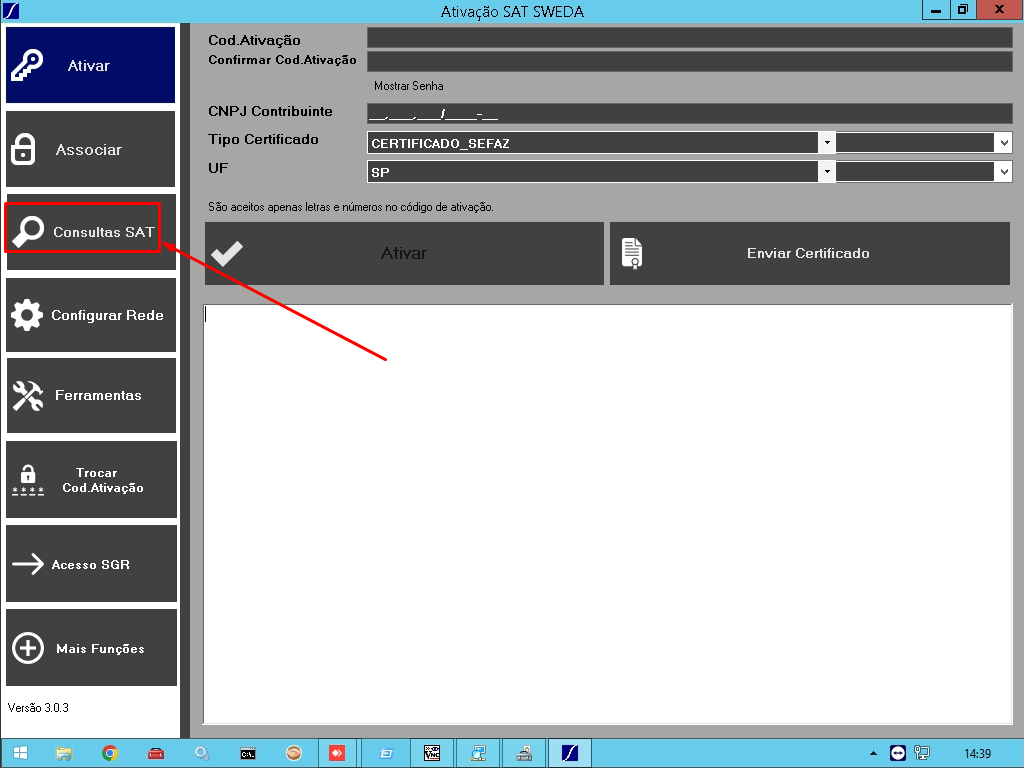 Ativação SAT SWEDA
Ativar
Associar
Consultas SAT
Configurar Rede
Ferramentas
Trocar
Cod.Ativação
Acesso SGR
Mais Funções
Versão 3.0.3
Cod.Ativação
Confirmar Cod.Ativação
Mostrar Senha
CNPJ Contribuinte
__.___.___/____-__
Tipo Certificado
CERTIFICADO_SEFAZ
UF
SP
São aceitos apenas letras e números no código de ativação.
Ativar
Enviar Certificado
14:39